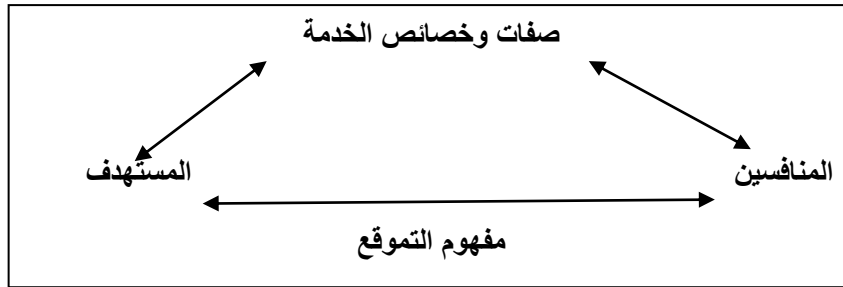 صفات وخصائص الخدمة
المنافسين
المستهدف
مفهوم التموقع